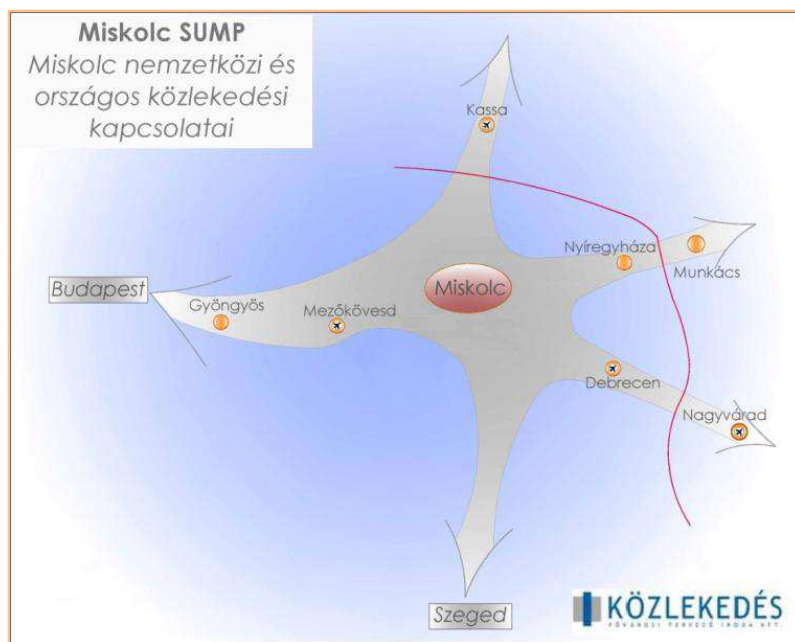 Miskolc SUMP
Miskolc nemzetközi és
országos közlekedési
kapcsolatai
Kassa
Nyíregyháza
Munkács
Miskolc
Budapest
Gyöngyös
Mezőkövesd
Debrecen
Nagyvárad
Szeged
KÖZLEKEDÉS
FŐVÁROSI TERVEZŐ IRODA KFT.